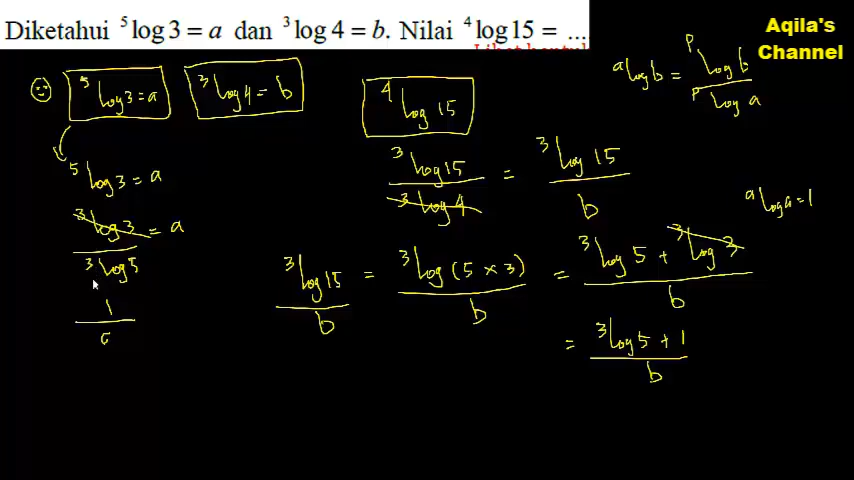 Diketahui ⁵log 3 = a dan ³log 4 = b. Nilai ⁴log 15 = ....
Aqila's
Channel
⁵log 3 = a
³log 4 = b
⁴log 15
ᵃlog b = ᵖlog b / ᵖlog a
⁵log 3 = a
³log 15 / ³log 4 = ³log 15 / b
ᵃlog a = 1
³log 3 / ³log 5 = a
³log 15 / b = ³log (5 × 3) / b = ³log 5 + ³log 3 / b
1
= ³log 5 + 1 / b